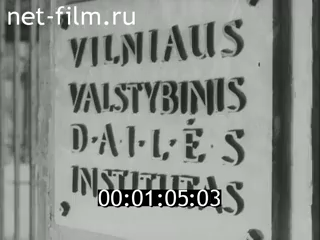 net-film.ru
VILNIAUS
VALSTYBINIS
D·A·I·L·Ė·S
INSTITUTAS
00:01:05:03